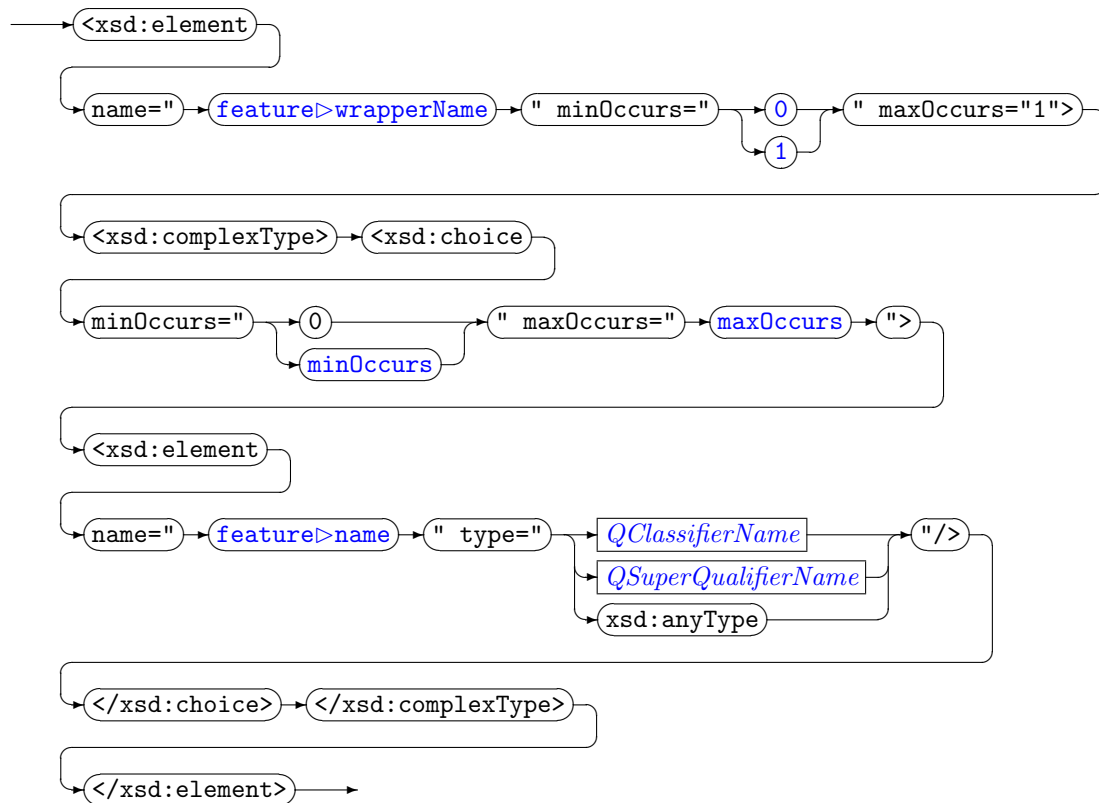 <xsd:element
name=" feature▷wrapperName " minOccurs=" 0 " maxOccurs="1">
1
<xsd:complexType> <xsd:choice
minOccurs=" 0 " maxOccurs=" maxOccurs ">
minOccurs
<xsd:element
name=" feature▷name " type=" QClassifierName "/>
QSuperQualifierName
xsd:anyType
</xsd:choice> </xsd:complexType>
</xsd:element>